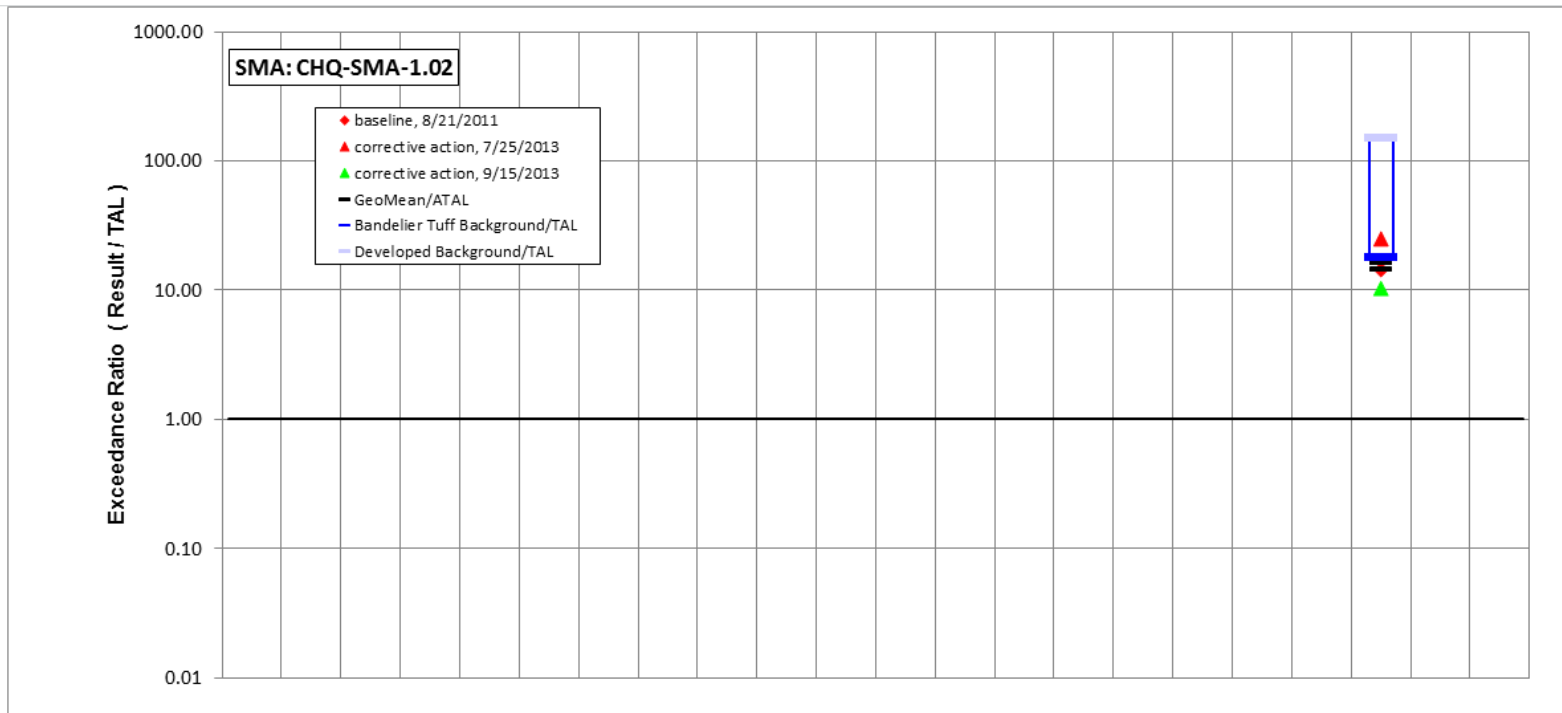 1000.00
SMA: CHQ-SMA-1.02
baseline, 8/21/2011
corrective action, 7/25/2013
corrective action, 9/15/2013
GeoMean/ATAL
Bandelier Tuff Background/TAL
Developed Background/TAL
100.00
10.00
1.00
0.10
0.01
Exceedance Ratio ( Result / TAL )